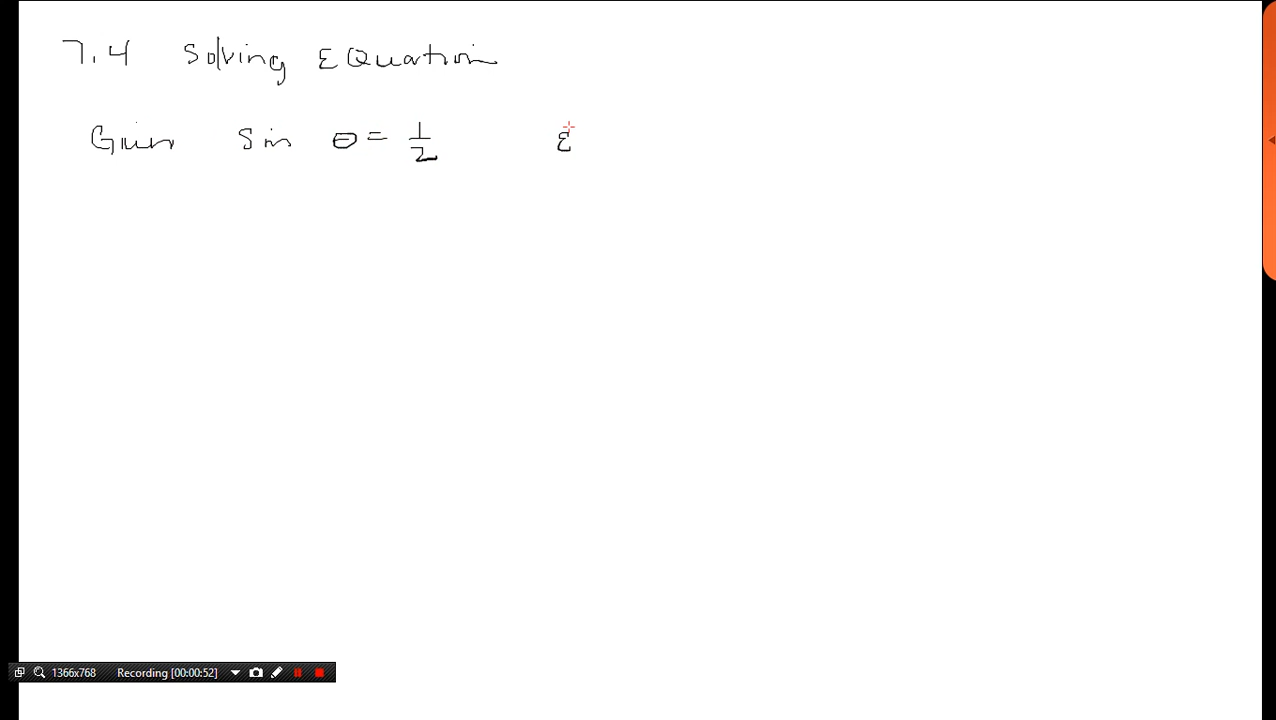 7.4 Solving EQuation
Given Sin θ = 1/2 E
1366x768 Recording [00:00:52]